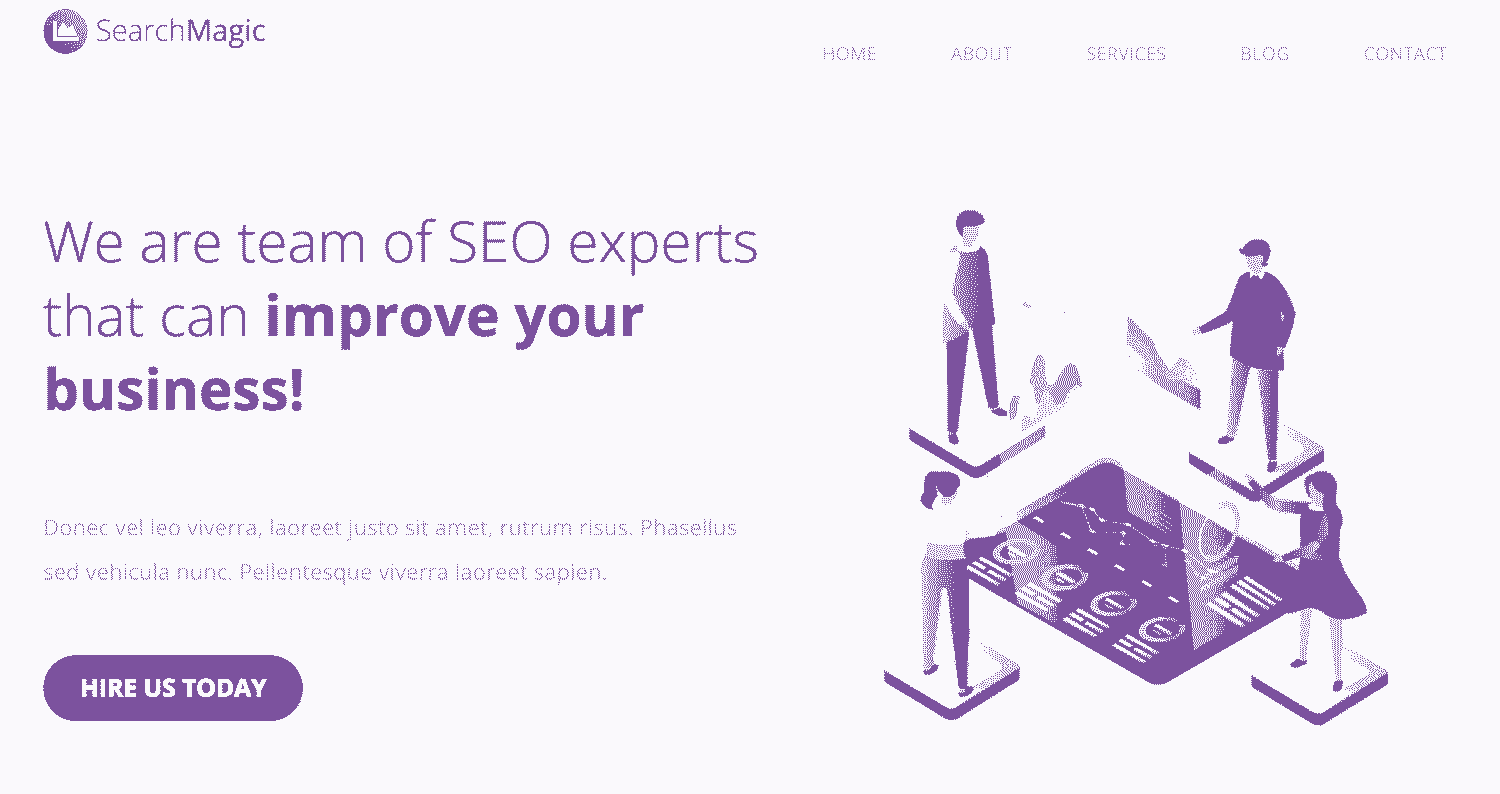 SearchMagic
HOME ABOUT SERVICES BLOG CONTACT
We are team of SEO experts
that can improve your
business!
Donec vel leo viverra, laoreet justo sit amet, rutrum risus. Phasellus
sed vehicula nunc. Pellentesque viverra laoreet sapien.
HIRE US TODAY